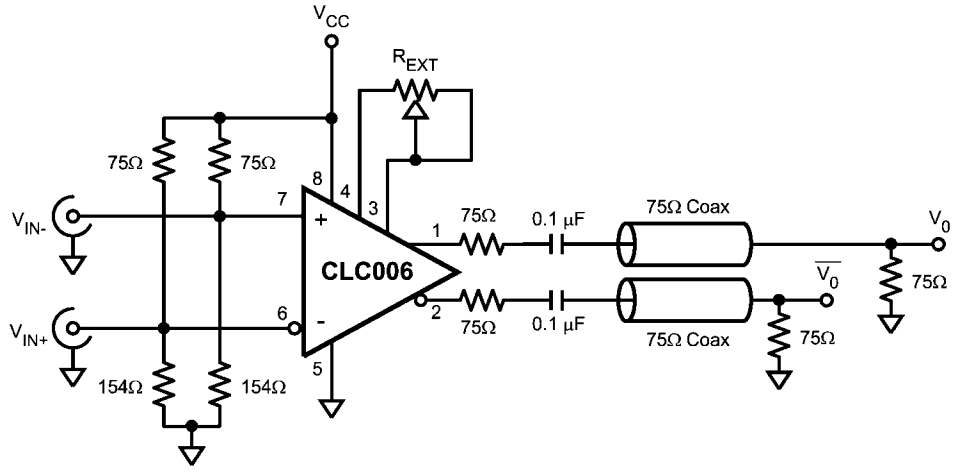 V_CC
R_EXT
75Ω
75Ω
8
4
3
7
V_IN-
+
1
75Ω
0.1 μF
75Ω Coax
V_0
CLC006
V_0̅
75Ω
V_IN+
6
-
2
75Ω
0.1 μF
75Ω Coax
75Ω
5
154Ω
154Ω